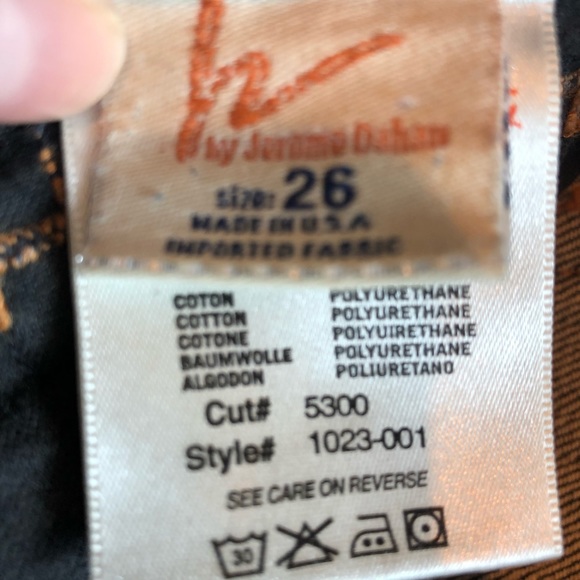 by Jerome Dahan
SIZE: 26
MADE IN U.S.A
IMPORTED FABRIC
COTON POLYURETHANE
COTTON POLYURETHANE
COTONE POLYUIRETHANE
BAUMWOLLE POLYURETHANE
ALGODON POLIURETANO
Cut# 5300
Style# 1023-001
SEE CARE ON REVERSE
30